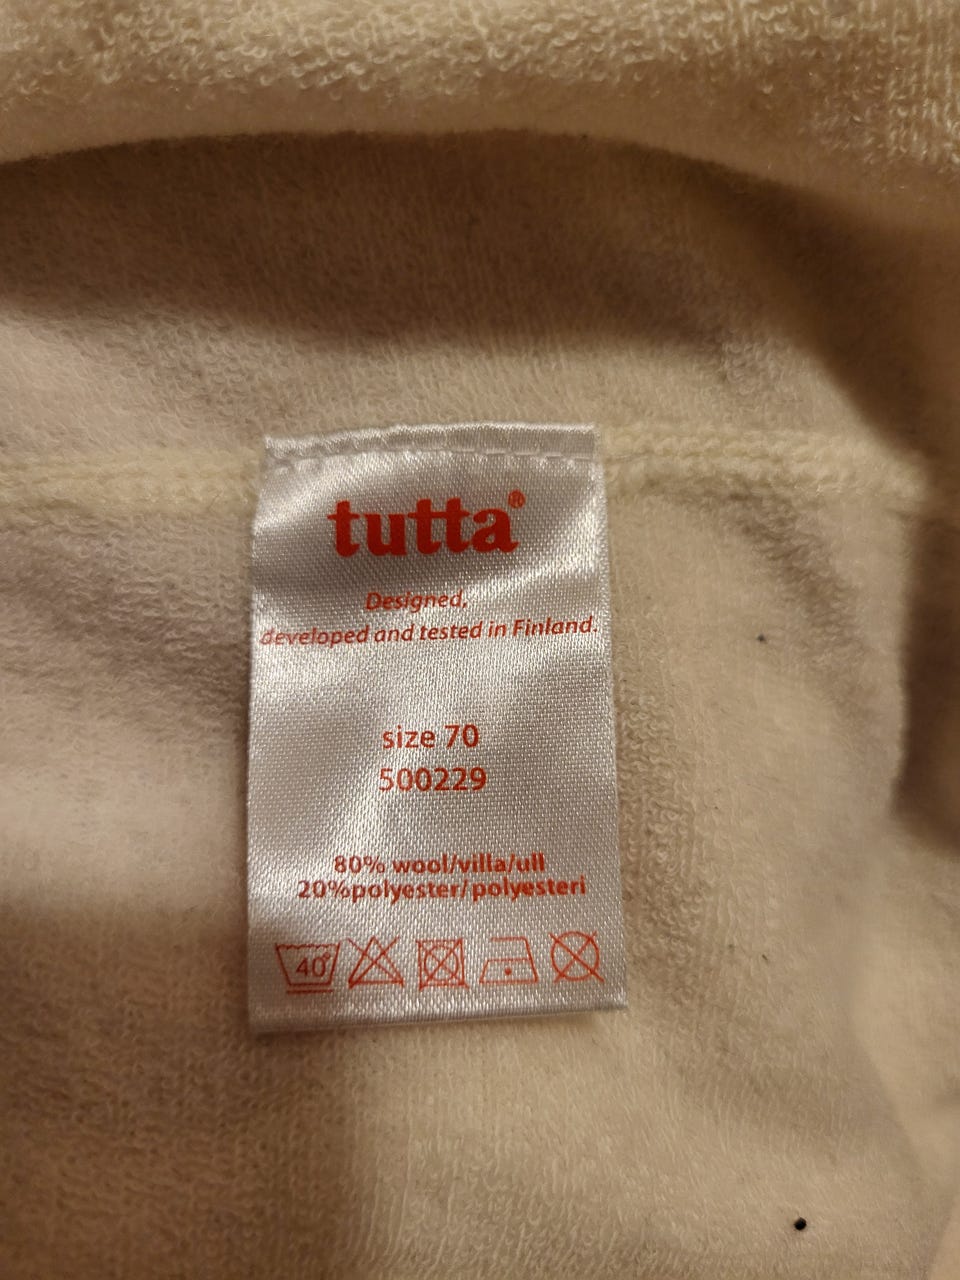 tutta®
Designed,
developed and tested in Finland.
size 70
500229
80% wool/villa/ull
20%polyester/polyesteri
40°